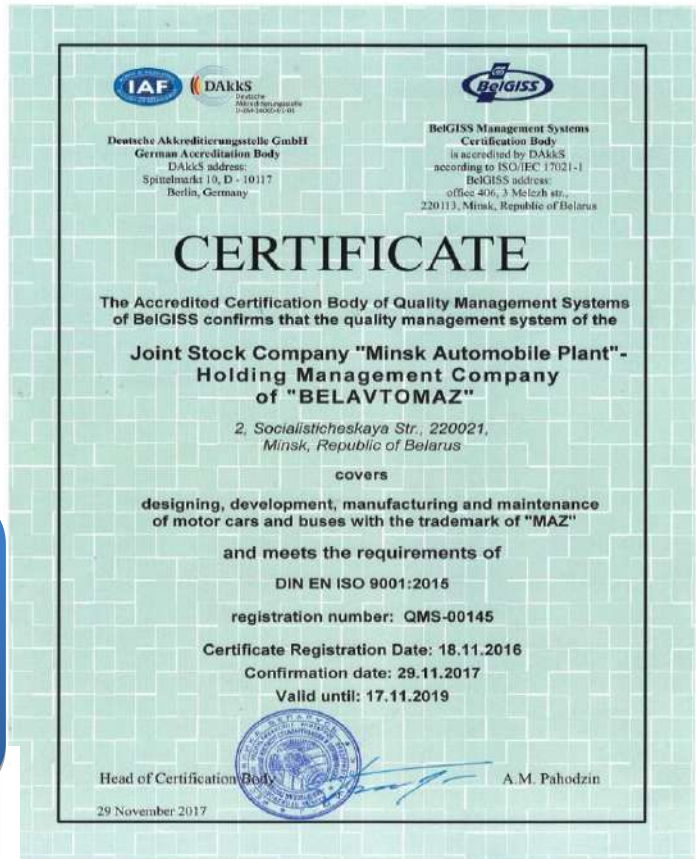 IAF
DAkkS
Deutsche
Akkreditierungsstelle
Deutsche Akkreditierungsstelle GmbH
German Accreditation Body
DAkkS address:
Spittelmarkt 10, D - 10117
Berlin, Germany
BelGISS
BelGISS Management Systems
Certification Body
is accredited by DAkkS
according to ISO/IEC 17021-1
BelGISS address:
office 406, 3 Melezh str.,
220113, Minsk, Republic of Belarus
CERTIFICATE
The Accredited Certification Body of Quality Management Systems
of BelGISS confirms that the quality management system of the
Joint Stock Company "Minsk Automobile Plant"-
Holding Management Company
of "BELAVTOMAZ"
2, Socialisticheskaya Str., 220021,
Minsk, Republic of Belarus
covers
designing, development, manufacturing and maintenance
of motor cars and buses with the trademark of "MAZ"
and meets the requirements of
DIN EN ISO 9001:2015
registration number: QMS-00145
Certificate Registration Date: 18.11.2016
Confirmation date: 29.11.2017
Valid until: 17.11.2019
Head of Certification Body
A.M. Pahodzin
29 November 2017